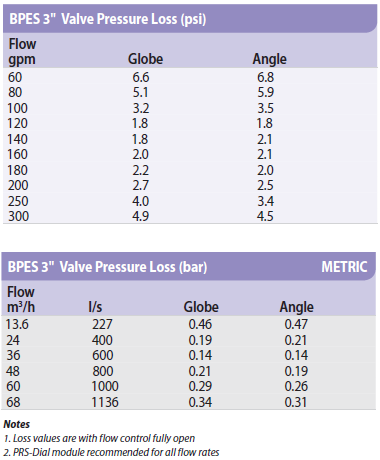 BPES 3" Valve Pressure Loss (psi)
Flow
gpm Globe Angle
60 6.6 6.8
80 5.1 5.9
100 3.2 3.5
120 1.8 1.8
140 1.8 2.1
160 2.0 2.1
180 2.2 2.0
200 2.7 2.5
250 4.0 3.4
300 4.9 4.5
BPES 3" Valve Pressure Loss (bar) METRIC
Flow
m³/h l/s Globe Angle
13.6 227 0.46 0.47
24 400 0.19 0.21
36 600 0.14 0.14
48 800 0.21 0.19
60 1000 0.29 0.26
68 1136 0.34 0.31
Notes
1. Loss values are with flow control fully open
2. PRS-Dial module recommended for all flow rates